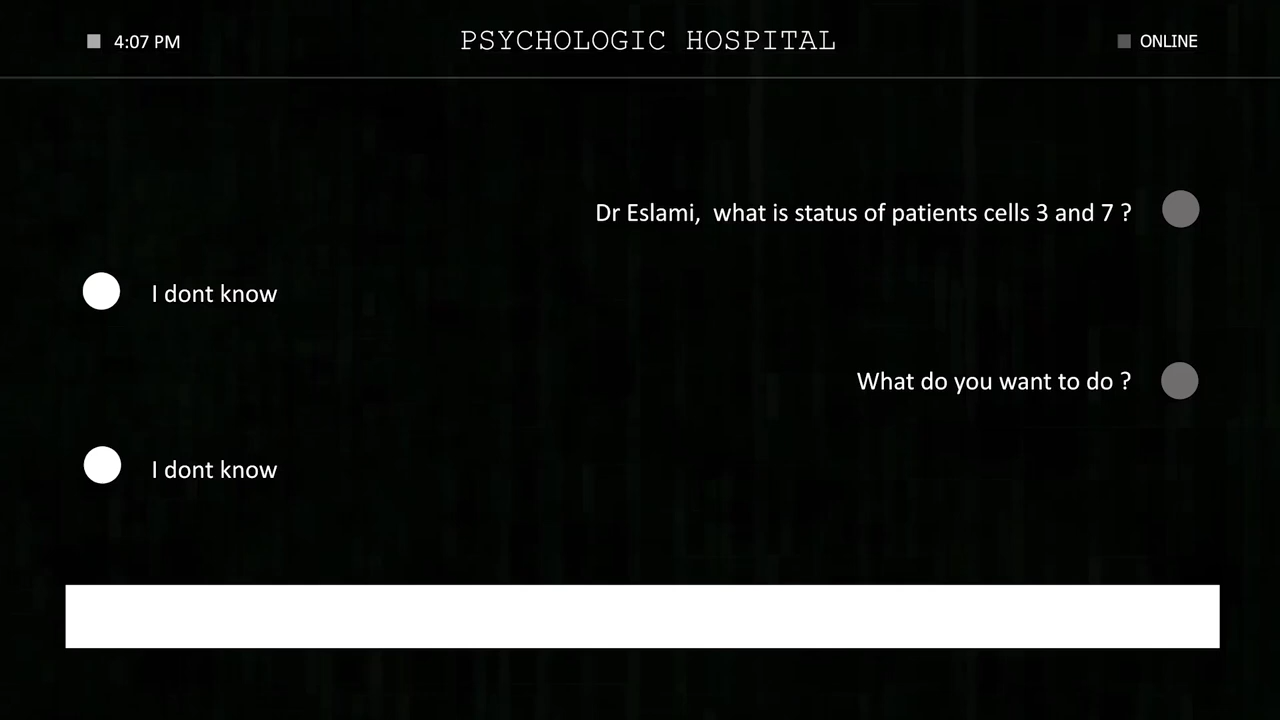 4:07 PM
PSYCHOLOGIC HOSPITAL
ONLINE
Dr Eslami, what is status of patients cells 3 and 7 ?
I dont know
What do you want to do ?
I dont know